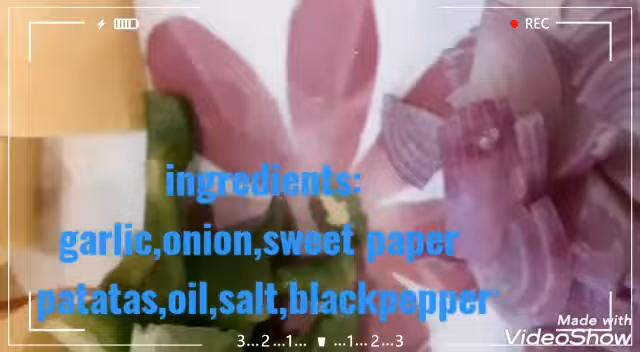 REC
ingredients:
garlic,onion,sweet paper
patatas,oil,salt,blackpepper
3...2...1... ...1...2...3
Made with
VideoShow